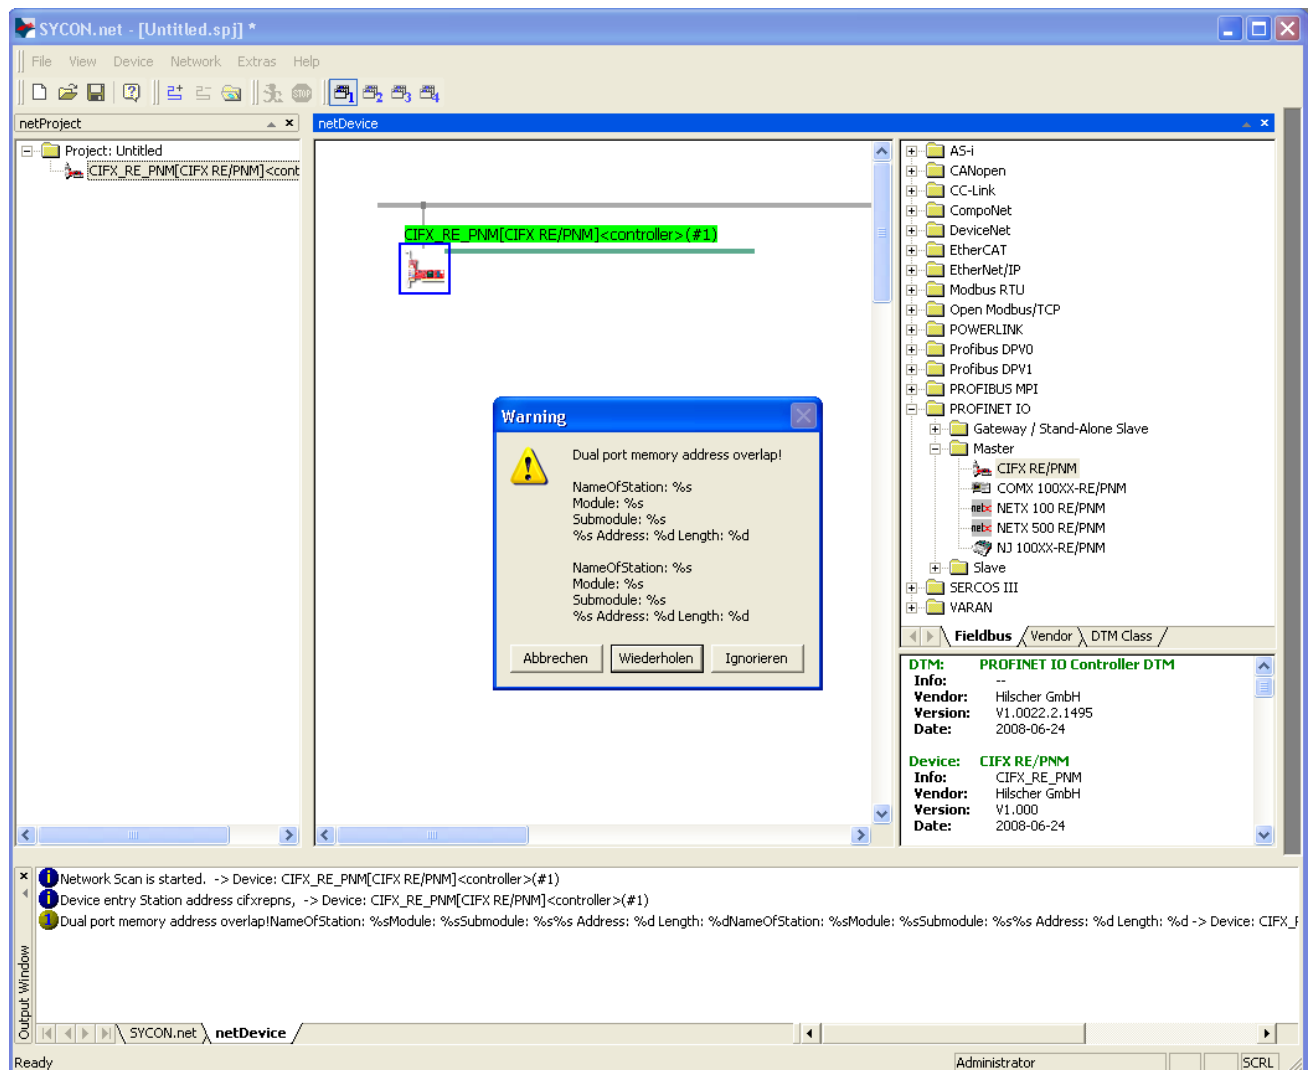 SYCON.net - [Untitled.spj] *
File View Device Network Extras Help
netProject
netDevice
Project: Untitled
CIFX_RE_PNM[CIFX RE/PNM]<cont
CIFX_RE_PNM[CIFX RE/PNM]<controller>(#1)
Warning
Dual port memory address overlap!
NameOfStation: %s
Module: %s
Submodule: %s
%s Address: %d Length: %d
NameOfStation: %s
Module: %s
Submodule: %s
%s Address: %d Length: %d
Abbrechen Wiederholen Ignorieren
AS-i
CANopen
CC-Link
CompoNet
DeviceNet
EtherCAT
EtherNet/IP
Modbus RTU
Open Modbus/TCP
POWERLINK
Profibus DPV0
Profibus DPV1
PROFIBUS MPI
PROFINET IO
Gateway / Stand-Alone Slave
Master
CIFX RE/PNM
COMX 100XX-RE/PNM
NETX 100 RE/PNM
NETX 500 RE/PNM
NJ 100XX-RE/PNM
Slave
SERCOS III
VARAN
Fieldbus Vendor DTM Class
DTM: PROFINET IO Controller DTM
Info: --
Vendor: Hilscher GmbH
Version: V1.0022.2.1495
Date: 2008-06-24
Device: CIFX RE/PNM
Info: CIFX_RE_PNM
Vendor: Hilscher GmbH
Version: V1.000
Date: 2008-06-24
Network Scan is started. -> Device: CIFX_RE_PNM[CIFX RE/PNM]<controller>(#1)
Device entry Station address cifxrepns, -> Device: CIFX_RE_PNM[CIFX RE/PNM]<controller>(#1)
Dual port memory address overlap!NameOfStation: %sModule: %sSubmodule: %s%s Address: %d Length: %dNameOfStation: %sModule: %sSubmodule: %s%s Address: %d Length: %d -> Device: CIFX_F
Output Window
SYCON.net netDevice
Ready
Administrator
SCRL